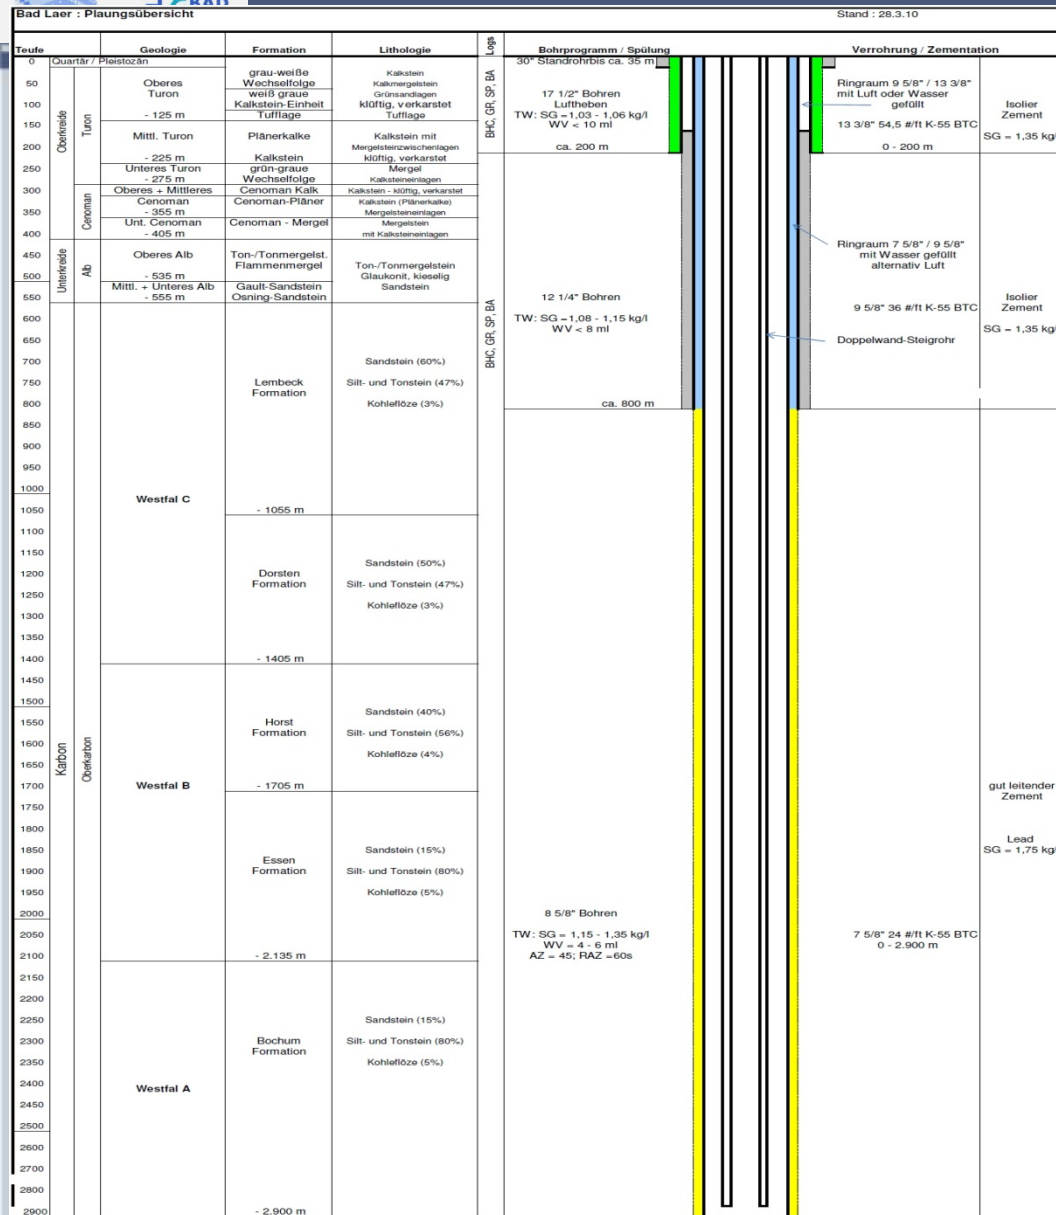 BAD
Bad Laer : Plaungsübersicht
Stand : 28.3.10
Teufe
Geologie
Formation
Lithologie
Logs
Bohrprogramm / Spülung
Verrohrung / Zementation
0
50
100
150
200
250
300
350
400
450
500
550
600
650
700
750
800
850
900
950
1000
1050
1100
1150
1200
1250
1300
1350
1400
1450
1500
1550
1600
1650
1700
1750
1800
1850
1900
1950
2000
2050
2100
2150
2200
2250
2300
2350
2400
2450
2500
2600
2700
2800
2900
Quartär / Pleistozän
Oberkreide
Unterkreide
Karbon
Turon
Cenoman
Alb
Oberkarbon
Oberes
Turon
- 125 m
Mittl. Turon
- 225 m
Unteres Turon
- 275 m
Oberes + Mittleres
Cenoman
- 355 m
Unt. Cenoman
- 405 m
Oberes Alb
- 535 m
Mittl. + Unteres Alb
- 555 m
Westfal C
Westfal B
Westfal A
grau-weiße
Wechselfolge
weiß graue
Kalkstein-Einheit
Tufflage
Plänerkalke
Kalkstein
grün-graue
Wechselfolge
Cenoman Kalk
Cenoman-Pläner
Cenoman - Mergel
Ton-/Tonmergelst.
Flammenmergel
Gault-Sandstein
Osning-Sandstein
Lembeck
Formation
- 1055 m
Dorsten
Formation
- 1405 m
Horst
Formation
- 1705 m
Essen
Formation
- 2.135 m
Bochum
Formation
- 2.900 m
Kalkstein
Kalkmergelstein
Grünsandlagen
klüftig, verkarstet
Tufflage
Kalkstein mit
Mergelsteinzwischenlagen
klüftig, verkarstet
Mergel
Kalksteineinlagen
Kalkstein - klüftig, verkarstet
Kalkstein (Plänerkalke)
Mergelsteineinlagen
Mergelstein
mit Kalksteineinlagen
Ton-/Tonmergelstein
Glaukonit, kieselig
Sandstein
Sandstein (60%)
Silt- und Tonstein (47%)
Kohleflöze (3%)
Sandstein (50%)
Silt- und Tonstein (47%)
Kohleflöze (3%)
Sandstein (40%)
Silt- und Tonstein (56%)
Kohleflöze (4%)
Sandstein (15%)
Silt- und Tonstein (80%)
Kohleflöze (5%)
Sandstein (15%)
Silt- und Tonstein (80%)
Kohleflöze (5%)
BHC, GR, SP, BA
BHC, GR, SP, BA
30" Standrohrbis ca. 35 m
17 1/2" Bohren
Luftheben
TW: SG =1,03 - 1,06 kg/l
WV < 10 ml
ca. 200 m
12 1/4" Bohren
TW: SG =1,08 - 1,15 kg/l
WV < 8 ml
ca. 800 m
8 5/8" Bohren
TW: SG = 1,15 - 1,35 kg/l
WV = 4 - 6 ml
AZ = 45; RAZ =60s
Ringraum 9 5/8" / 13 3/8"
mit Luft oder Wasser
gefüllt
13 3/8" 54,5 #/ft K-55 BTC
0 - 200 m
Ringraum 7 5/8" / 9 5/8"
mit Wasser gefüllt
alternativ Luft
9 5/8" 36 #/ft K-55 BTC
Doppelwand-Steigrohr
7 5/8" 24 #/ft K-55 BTC
0 - 2.900 m
Isolier
Zement
SG = 1,35 kg/
Isolier
Zement
SG = 1,35 kg/
gut leitender
Zement
Lead
SG = 1,75 kg/